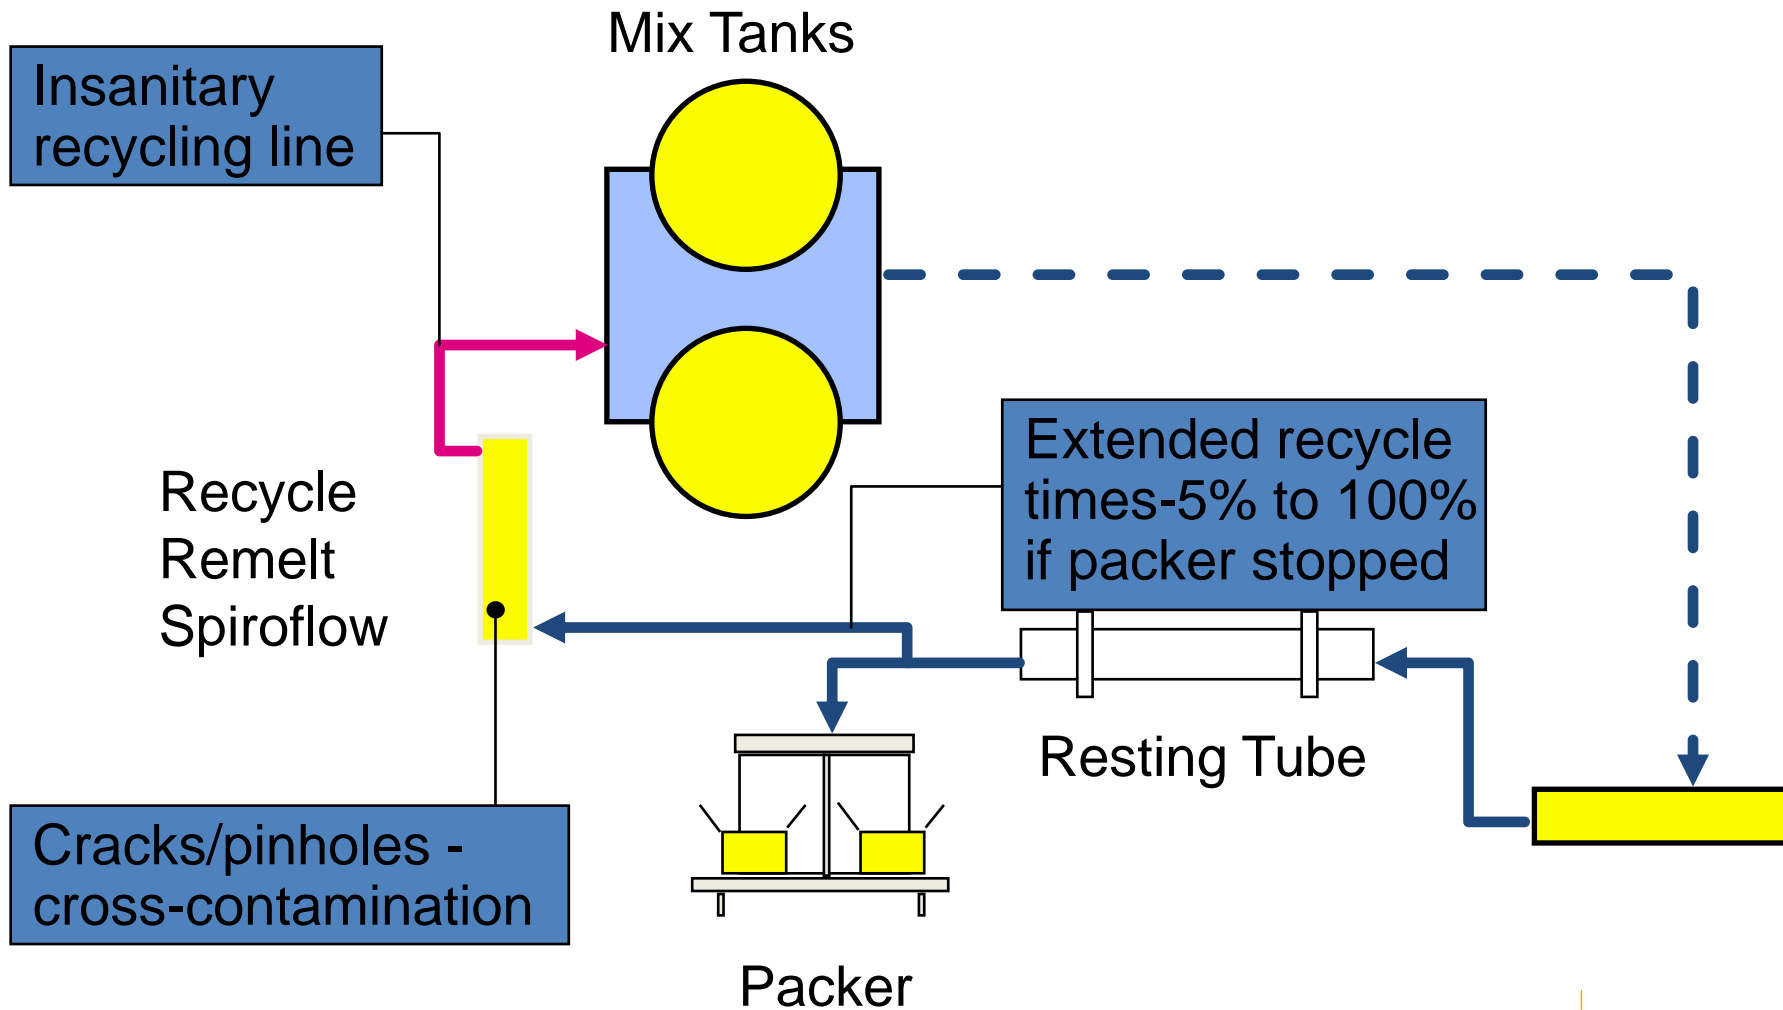 Mix Tanks
Insanitary
recycling line
Extended recycle
times-5% to 100%
if packer stopped
Recycle
Remelt
Spiroflow
Resting Tube
Cracks/pinholes -
cross-contamination
Packer